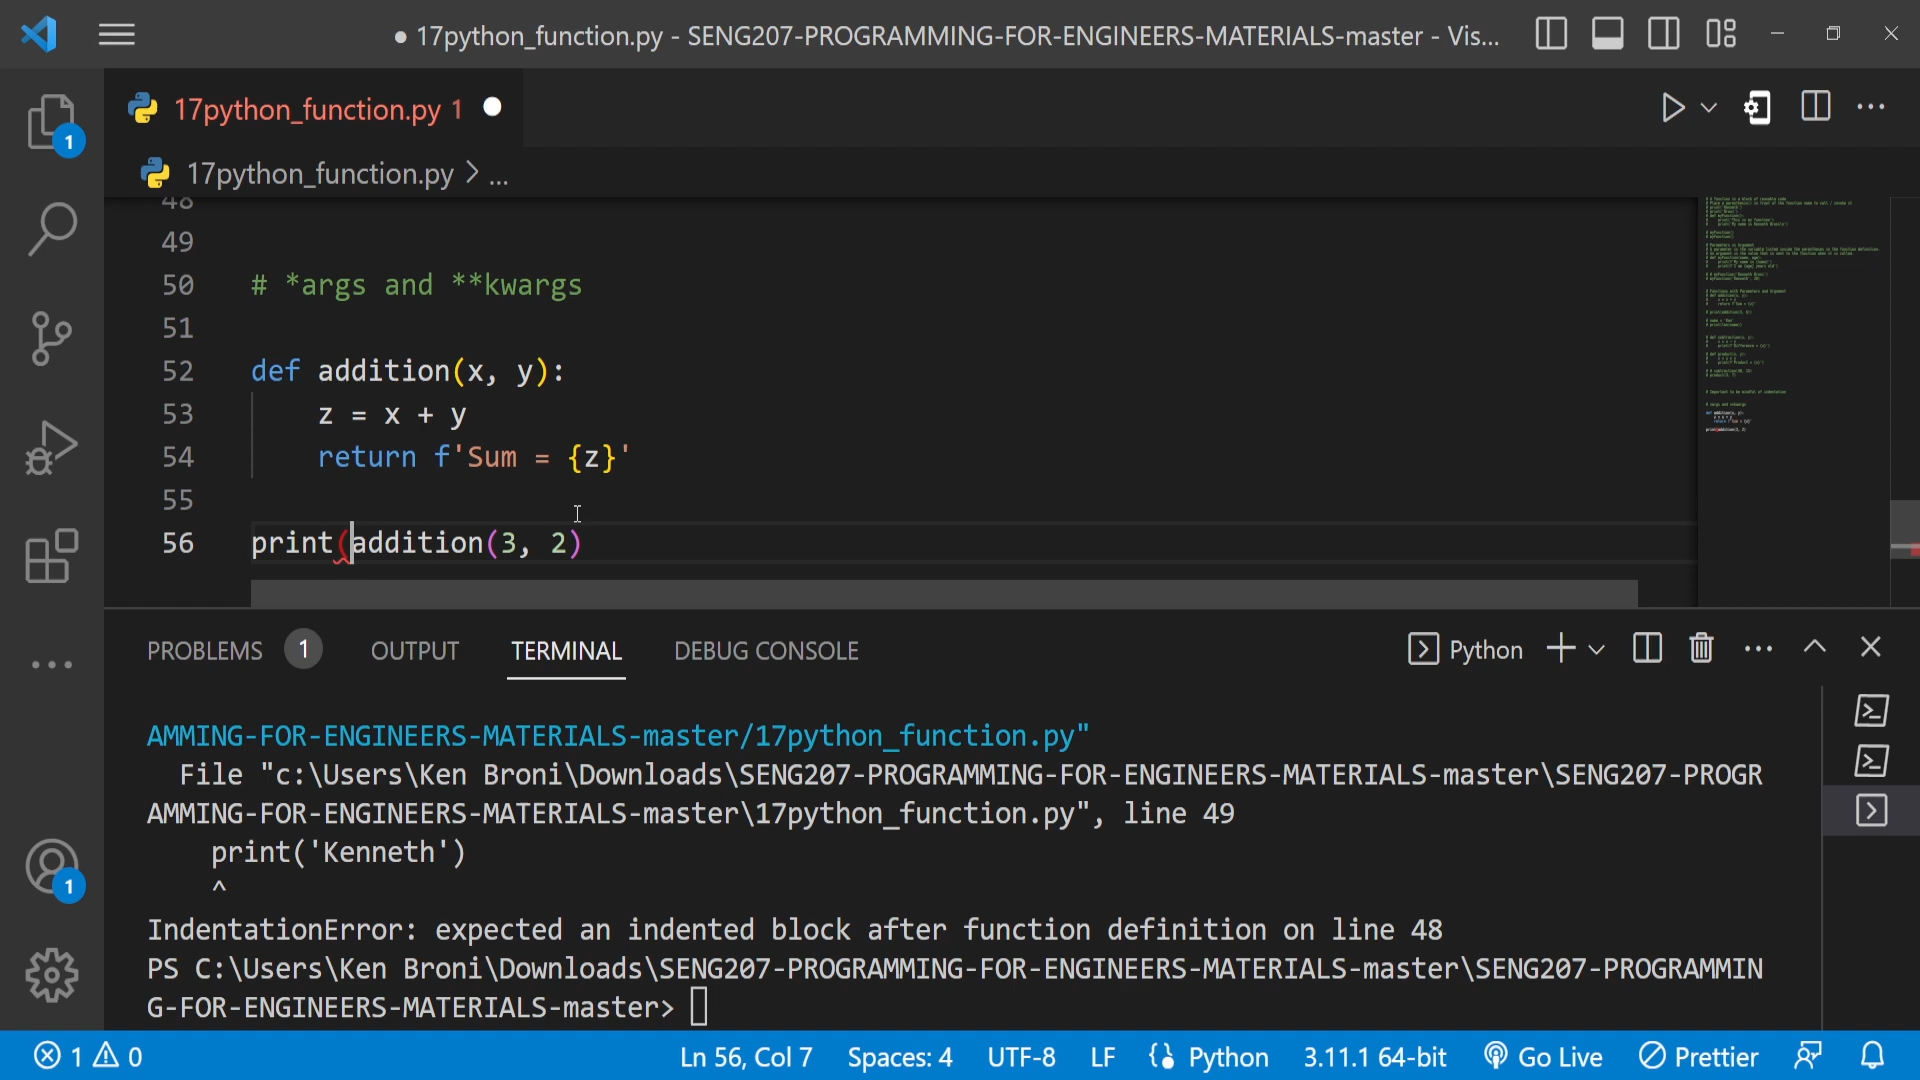 ● 17python_function.py - SENG207-PROGRAMMING-FOR-ENGINEERS-MATERIALS-master - Vis...
1
17python_function.py 1
17python_function.py > ...
48
49
50 # *args and **kwargs
51
52 def addition(x, y):
53 z = x + y
54 return f'Sum = {z}'
55
56 print(addition(3, 2)
PROBLEMS 1 OUTPUT TERMINAL DEBUG CONSOLE Python
AMMING-FOR-ENGINEERS-MATERIALS-master/17python_function.py"
File "c:\Users\Ken Broni\Downloads\SENG207-PROGRAMMING-FOR-ENGINEERS-MATERIALS-master\SENG207-PROGR
AMMING-FOR-ENGINEERS-MATERIALS-master\17python_function.py", line 49
print('Kenneth')
^
IndentationError: expected an indented block after function definition on line 48
PS C:\Users\Ken Broni\Downloads\SENG207-PROGRAMMING-FOR-ENGINEERS-MATERIALS-master\SENG207-PROGRAMMIN
G-FOR-ENGINEERS-MATERIALS-master>
1
1 0 Ln 56, Col 7 Spaces: 4 UTF-8 LF Python 3.11.1 64-bit Go Live Prettier